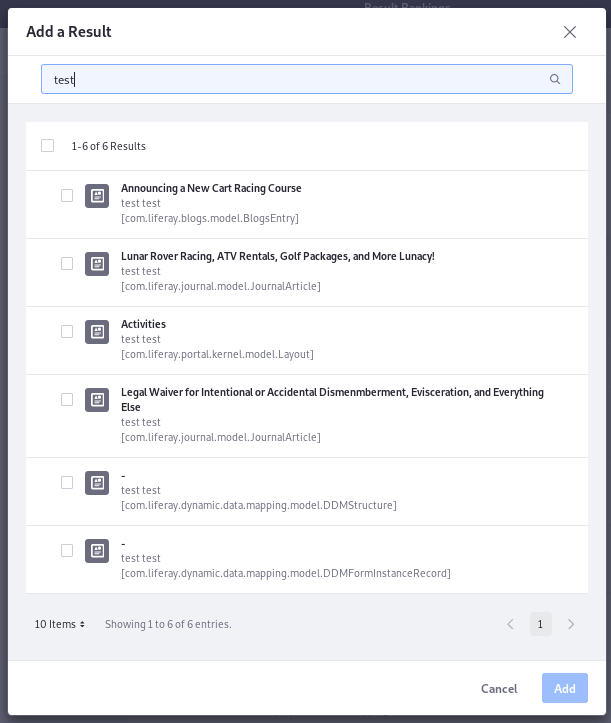 Result Rankings
Add a Result
test
1-6 of 6 Results
Announcing a New Cart Racing Course
test test
[com.liferay.blogs.model.BlogsEntry]
Lunar Rover Racing, ATV Rentals, Golf Packages, and More Lunacy!
test test
[com.liferay.journal.model.JournalArticle]
Activities
test test
[com.liferay.portal.kernel.model.Layout]
Legal Waiver for Intentional or Accidental Dismenmberment, Evisceration, and Everything
Else
test test
[com.liferay.journal.model.JournalArticle]
-
test test
[com.liferay.dynamic.data.mapping.model.DDMStructure]
-
test test
[com.liferay.dynamic.data.mapping.model.DDMFormInstanceRecord]
10 Items Showing 1 to 6 of 6 entries. 1
Cancel Add